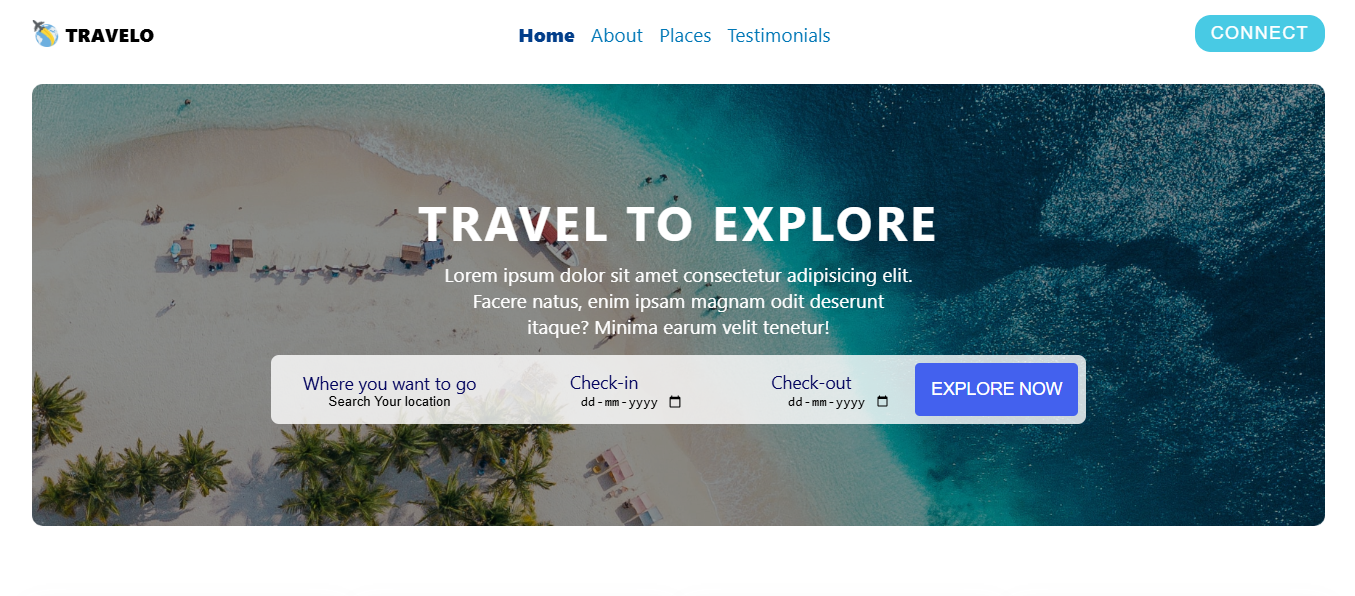 TRAVELO
Home About Places Testimonials
CONNECT
TRAVEL TO EXPLORE
Lorem ipsum dolor sit amet consectetur adipisicing elit.
Facere natus, enim ipsam magnam odit deserunt
itaque? Minima earum velit tenetur!
Where you want to go
Search Your location
Check-in
dd-mm-yyyy
Check-out
dd-mm-yyyy
EXPLORE NOW